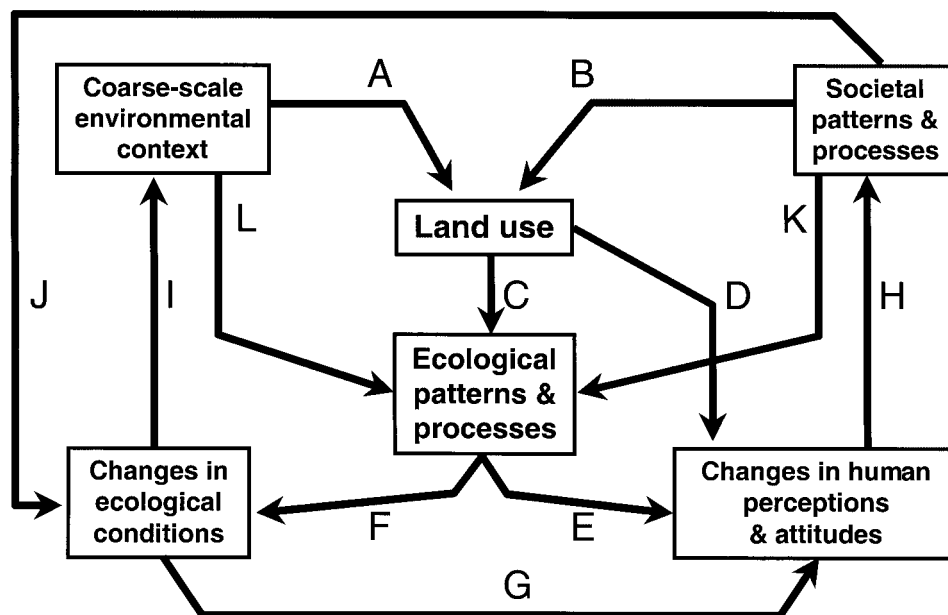 A
B
Coarse-scale
environmental
context
Societal
patterns &
processes
L
Land use
K
J
I
C
D
H
Ecological
patterns &
processes
Changes in
ecological
conditions
Changes in human
perceptions
& attitudes
F
E
G